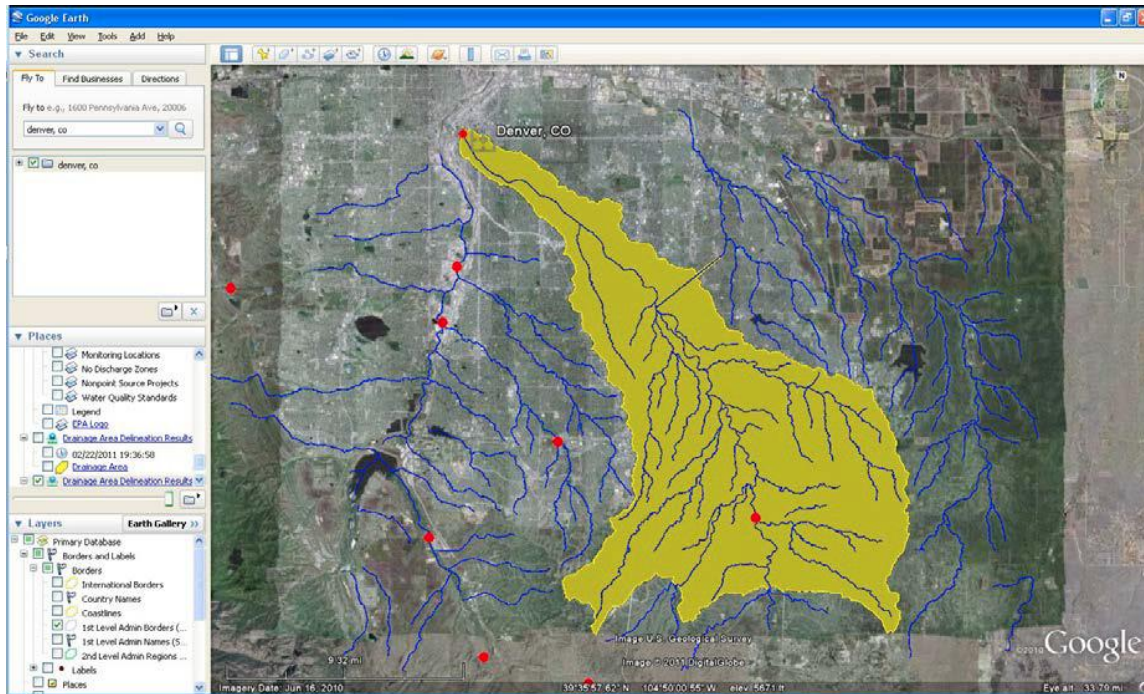 Google Earth
File Edit View Tools Add Help
Search
Fly To Find Businesses Directions
Fly to e.g., 1600 Pennsylvania Ave, 20006
denver, co
denver, co
Places
Monitoring Locations
No Discharge Zones
Nonpoint Source Projects
Water Quality Standards
Legend
EPA Logo
Drainage Area Delineation Results
02/22/2011 19:36:58
Drainage Area
Drainage Area Delineation Results
Layers Earth Gallery >>
Primary Database
Borders and Labels
Borders
International Borders
Country Names
Coastlines
1st Level Admin Borders (...
1st Level Admin Names (S...
2nd Level Admin Regions ...
Labels
Places
N
Denver, CO
Image U.S. Geological Survey
Image © 2011 DigitalGlobe
©2010 Google
9.32 mi
Imagery Date: Jun 16, 2010 39°35'57.62" N 104°50'00.55" W elev 5671 ft Eye alt 33.79 mi